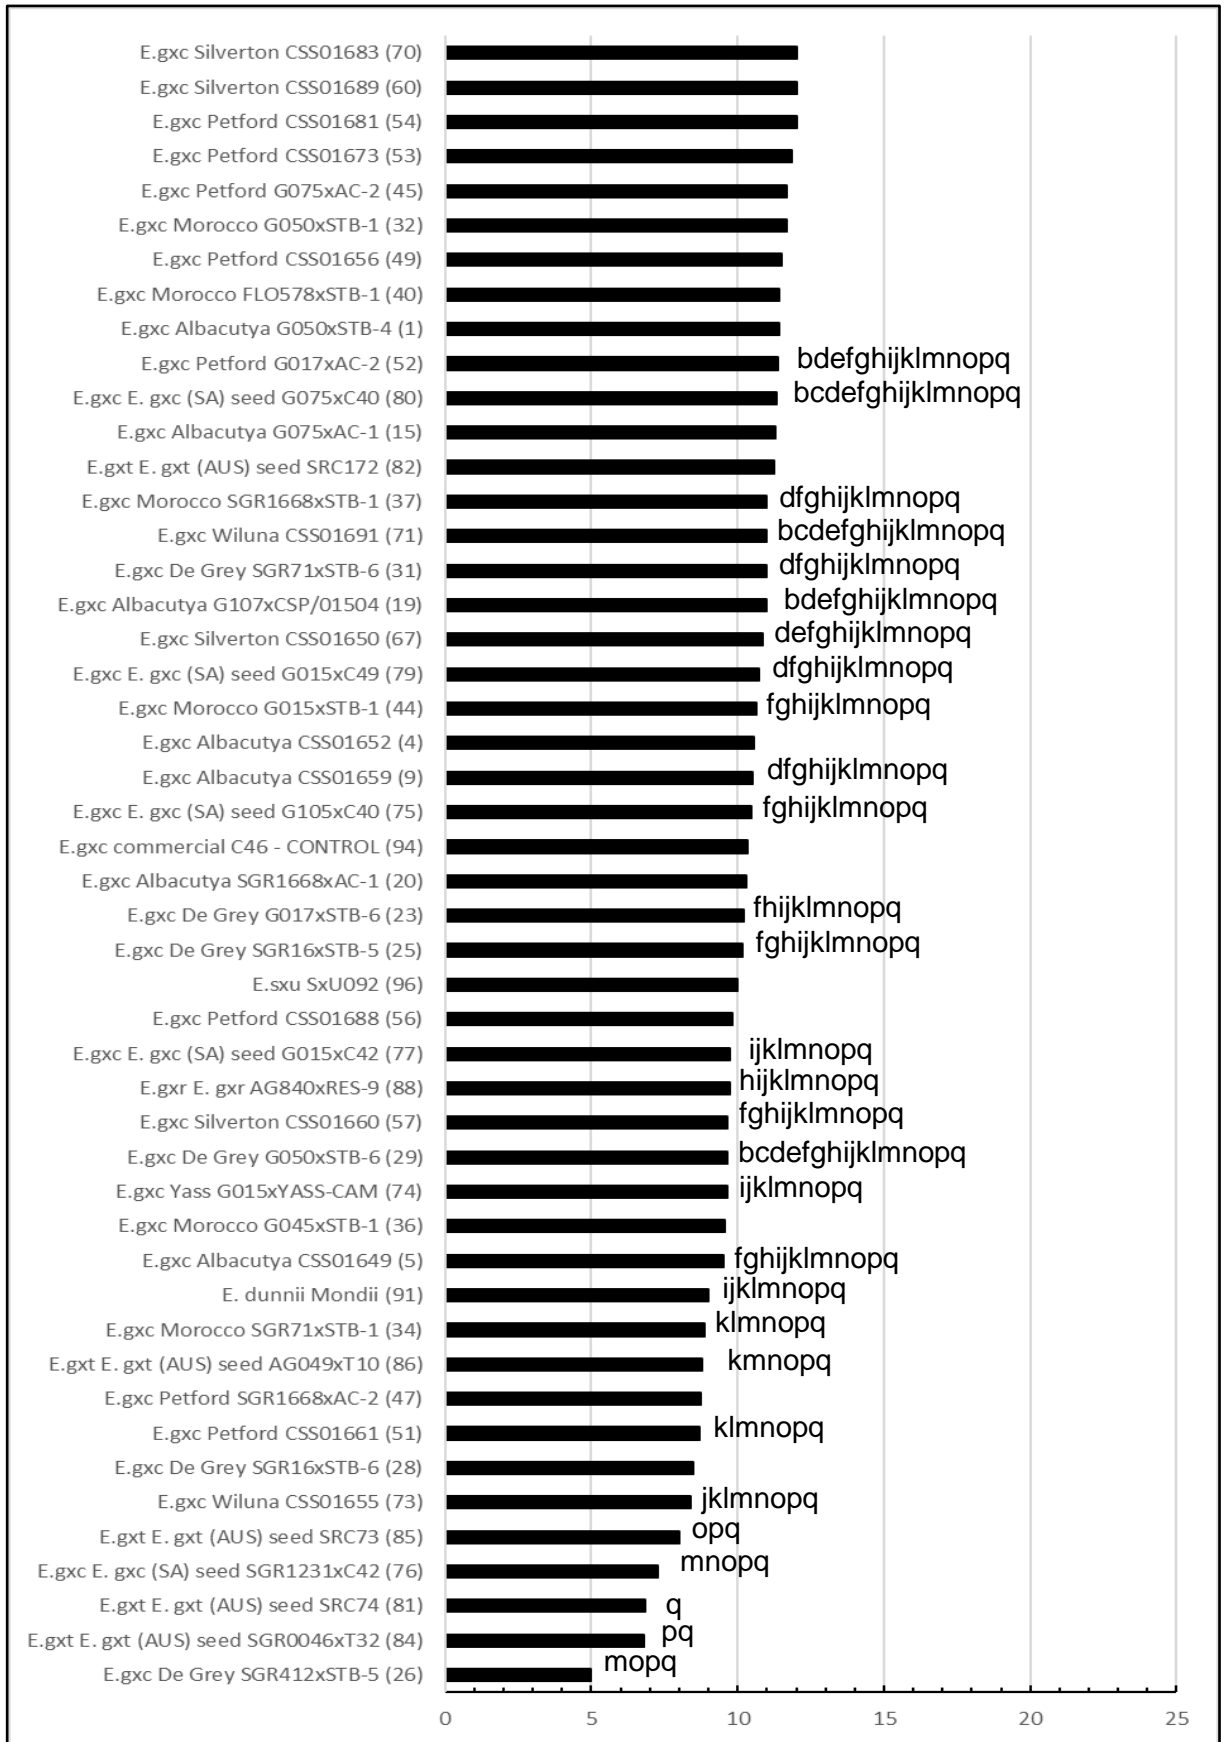 E.gxc Silverton CSS01683 (70)
E.gxc Silverton CSS01689 (60)
E.gxc Petford CSS01681 (54)
E.gxc Petford CSS01673 (53)
E.gxc Petford G075xAC-2 (45)
E.gxc Morocco G050xSTB-1 (32)
E.gxc Petford CSS01656 (49)
E.gxc Morocco FLO578xSTB-1 (40)
E.gxc Albacutya G050xSTB-4 (1)
E.gxc Petford G017xAC-2 (52) bdefghijklmnopq
E.gxc E. gxc (SA) seed G075xC40 (80) bcdefghijklmnopq
E.gxc Albacutya G075xAC-1 (15)
E.gxt E. gxt (AUS) seed SRC172 (82)
E.gxc Morocco SGR1668xSTB-1 (37) dfghijklmnopq
E.gxc Wiluna CSS01691 (71) bcdefghijklmnopq
E.gxc De Grey SGR71xSTB-6 (31) dfghijklmnopq
E.gxc Albacutya G107xCSP/01504 (19) bdefghijklmnopq
E.gxc Silverton CSS01650 (67) defghijklmnopq
E.gxc E. gxc (SA) seed G015xC49 (79) dfghijklmnopq
E.gxc Morocco G015xSTB-1 (44) fghijklmnopq
E.gxc Albacutya CSS01652 (4)
E.gxc Albacutya CSS01659 (9) dfghijklmnopq
E.gxc E. gxc (SA) seed G105xC40 (75) fghijklmnopq
E.gxc commercial C46 - CONTROL (94)
E.gxc Albacutya SGR1668xAC-1 (20)
E.gxc De Grey G017xSTB-6 (23) fhijklmnopq
E.gxc De Grey SGR16xSTB-5 (25) fghijklmnopq
E.sxu SxU092 (96)
E.gxc Petford CSS01688 (56)
E.gxc E. gxc (SA) seed G015xC42 (77) ijklmnopq
E.gxr E. gxr AG840xRES-9 (88) hijklmnopq
E.gxc Silverton CSS01660 (57) fghijklmnopq
E.gxc De Grey G050xSTB-6 (29) bcdefghijklmnopq
E.gxc Yass G015xYASS-CAM (74) ijklmnopq
E.gxc Morocco G045xSTB-1 (36)
E.gxc Albacutya CSS01649 (5) fghijklmnopq
E. dunnii Mondii (91) ijklmnopq
E.gxc Morocco SGR71xSTB-1 (34) klmnopq
E.gxt E. gxt (AUS) seed AG049xT10 (86) kmnopq
E.gxc Petford SGR1668xAC-2 (47)
E.gxc Petford CSS01661 (51) klmnopq
E.gxc De Grey SGR16xSTB-6 (28)
E.gxc Wiluna CSS01655 (73) jklmnopq
E.gxt E. gxt (AUS) seed SRC73 (85) opq
E.gxc E. gxc (SA) seed SGR1231xC42 (76) mnopq
E.gxt E. gxt (AUS) seed SRC74 (81) q
E.gxt E. gxt (AUS) seed SGR0046xT32 (84) pq
E.gxc De Grey SGR412xSTB-5 (26) mopq
0 5 10 15 20 25